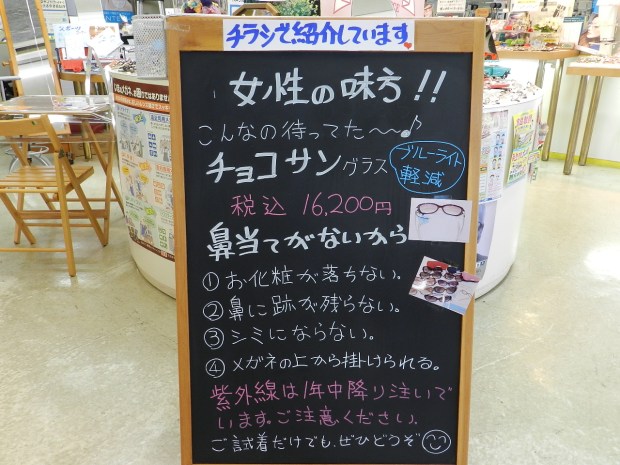 チラシで紹介しています♥
女性の味方!!
こんなの待ってた〜〜♪
チョコサングラス
ブルーライト
軽減
税込 16,200円
鼻当てがないから
①お化粧が落ちない。
②鼻に跡が残らない。
③シミにならない。
④メガネの上から掛けられる。
紫外線は1年中降り注いで
います。ご注意ください。
ご試着だけでも、ぜひどうぞ☺